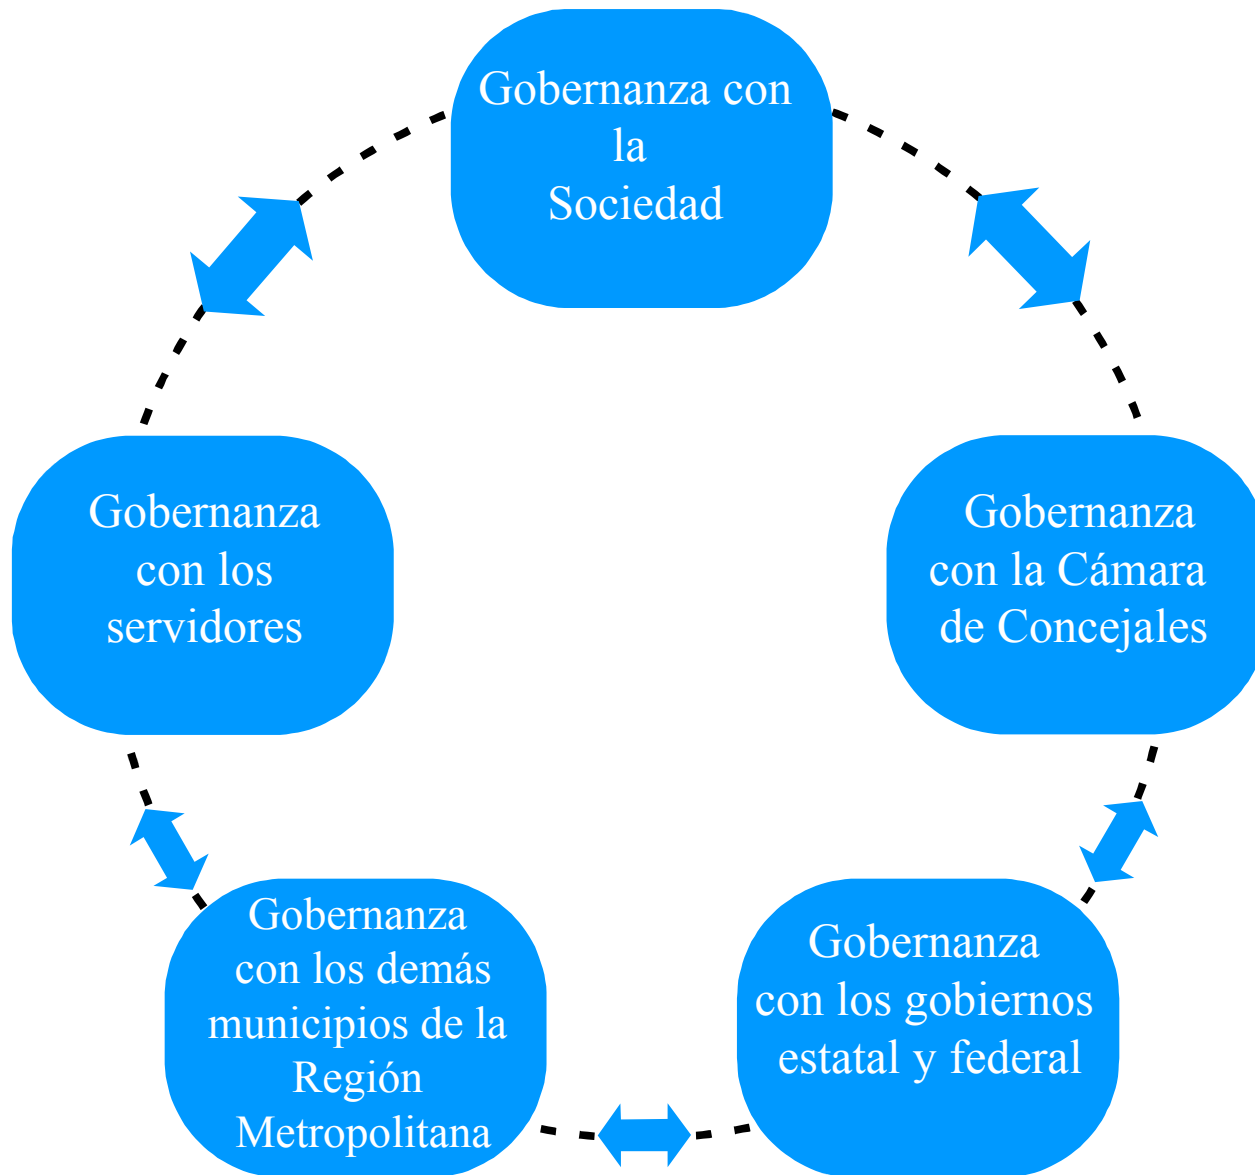 Gobernanza con
la
Sociedad
Gobernanza
con los
servidores
Gobernanza
con la Cámara
de Concejales
Gobernanza
con los demás
municipios de la
Región
Metropolitana
Gobernanza
con los gobiernos
estatal y federal